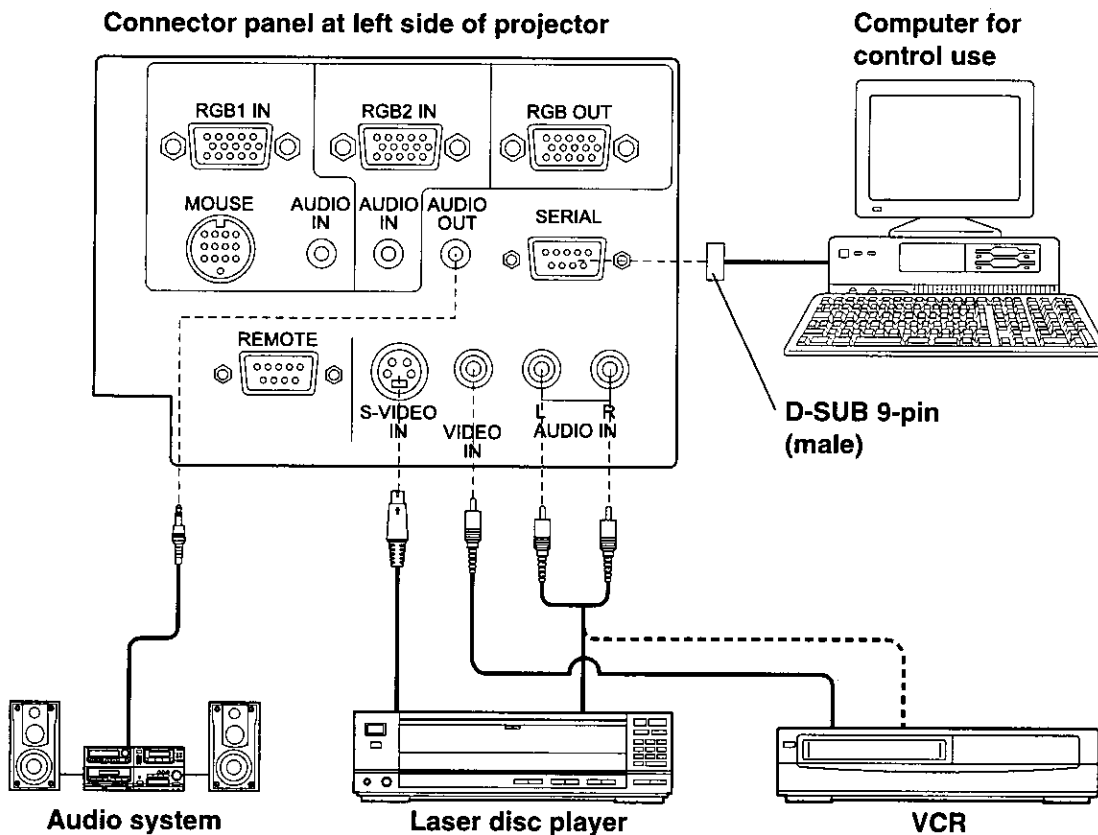 Connector panel at left side of projector
Computer for
control use
RGB1 IN
RGB2 IN
RGB OUT
MOUSE
AUDIO
IN
AUDIO
IN
AUDIO
OUT
SERIAL
REMOTE
S-VIDEO
IN
VIDEO
IN
L
R
AUDIO IN
D-SUB 9-pin
(male)
Audio system
Laser disc player
VCR